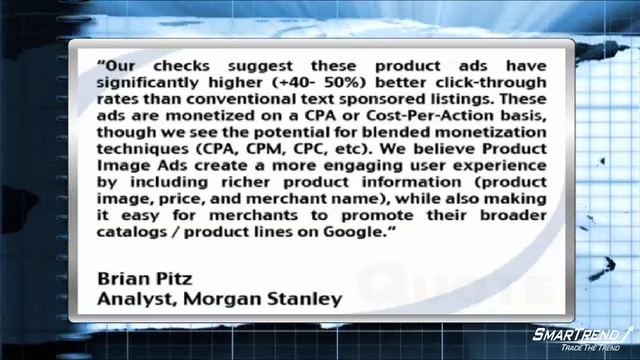 “Our checks suggest these product ads have
significantly higher (+40- 50%) better click-through
rates than conventional text sponsored listings. These
ads are monetized on a CPA or Cost-Per-Action basis,
though we see the potential for blended monetization
techniques (CPA, CPM, CPC, etc). We believe Product
Image Ads create a more engaging user experience
by including richer product information (product
image, price, and merchant name), while also making
it easy for merchants to promote their broader
catalogs / product lines on Google.”
Brian Pitz
Analyst, Morgan Stanley
QUOTE
SMARTREND
TRADE THE TREND